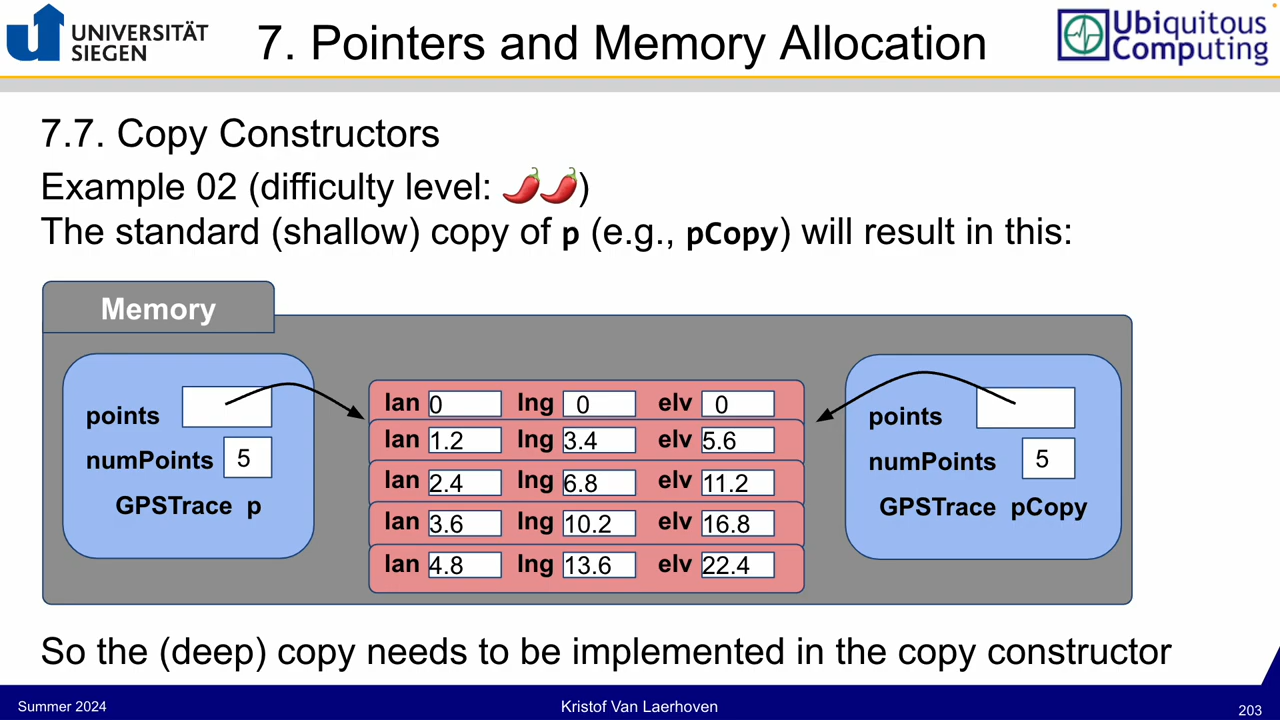 UNIVERSITÄT
SIEGEN
7. Pointers and Memory Allocation
Ubiquitous
Computing
7.7. Copy Constructors
Example 02 (difficulty level: 🌶️🌶️)
The standard (shallow) copy of p (e.g., pCopy) will result in this:
Memory
points
numPoints 5
GPSTrace p
lan 0 lng 0 elv 0
lan 1.2 lng 3.4 elv 5.6
lan 2.4 lng 6.8 elv 11.2
lan 3.6 lng 10.2 elv 16.8
lan 4.8 lng 13.6 elv 22.4
points
numPoints 5
GPSTrace pCopy
So the (deep) copy needs to be implemented in the copy constructor
Summer 2024
Kristof Van Laerhoven
203